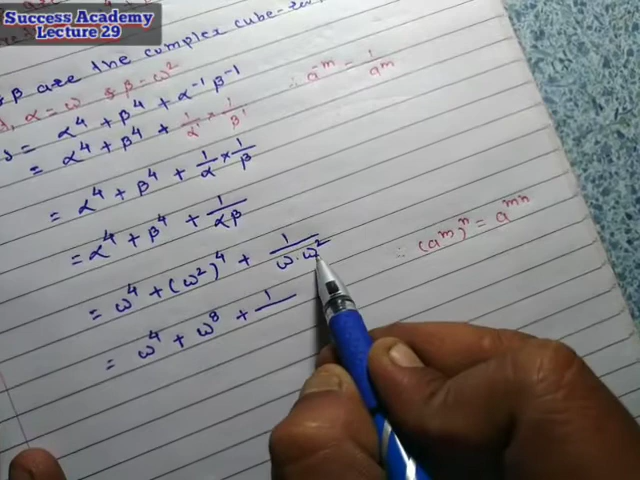 Success Academy
Lecture 29
β are the complex cube
α = ω & β = ω²
= α⁴ + β⁴ + α⁻¹ β⁻¹
∴ a⁻ᵐ = 1/aᵐ
= α⁴ + β⁴ + 1/α¹ × 1/β¹
= α⁴ + β⁴ + 1/α × 1/β
= α⁴ + β⁴ + 1/αβ
= ω⁴ + (ω²)⁴ + 1/ω·ω²
∴ (aᵐ)ⁿ = aᵐⁿ
= ω⁴ + ω⁸ + 1/